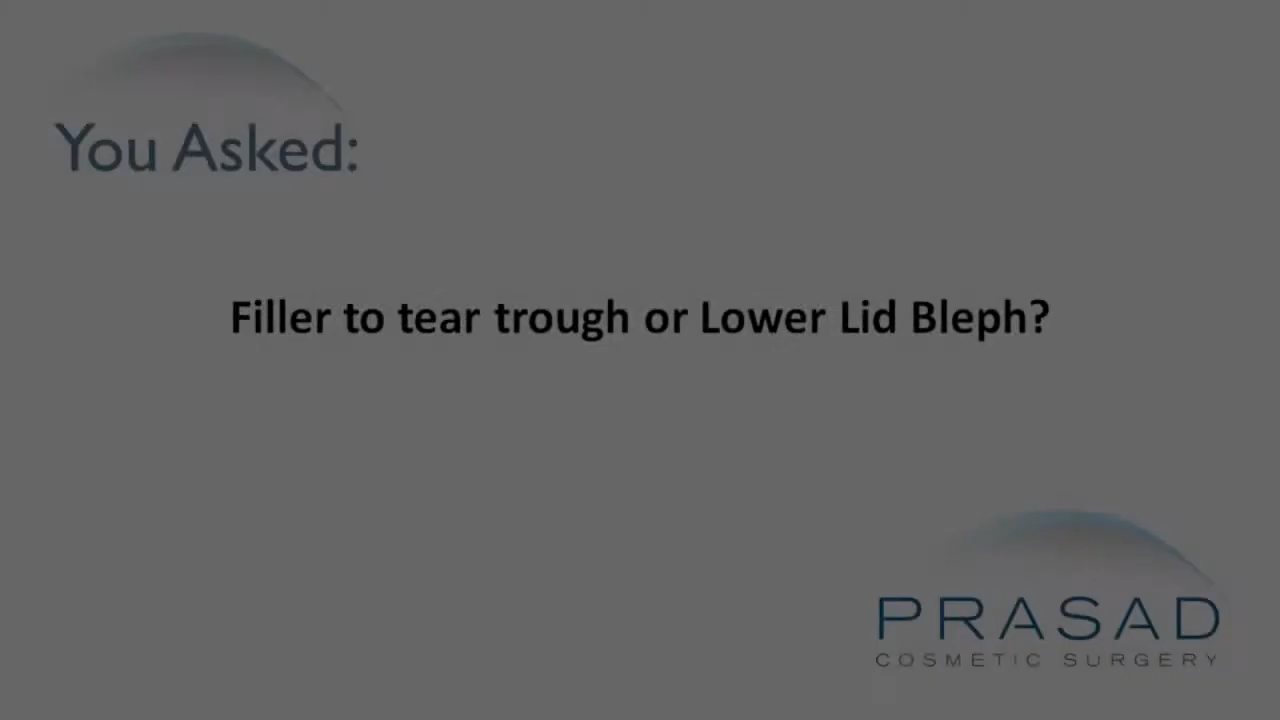 You Asked:
Filler to tear trough or Lower Lid Bleph?
PRASAD
COSMETIC SURGERY